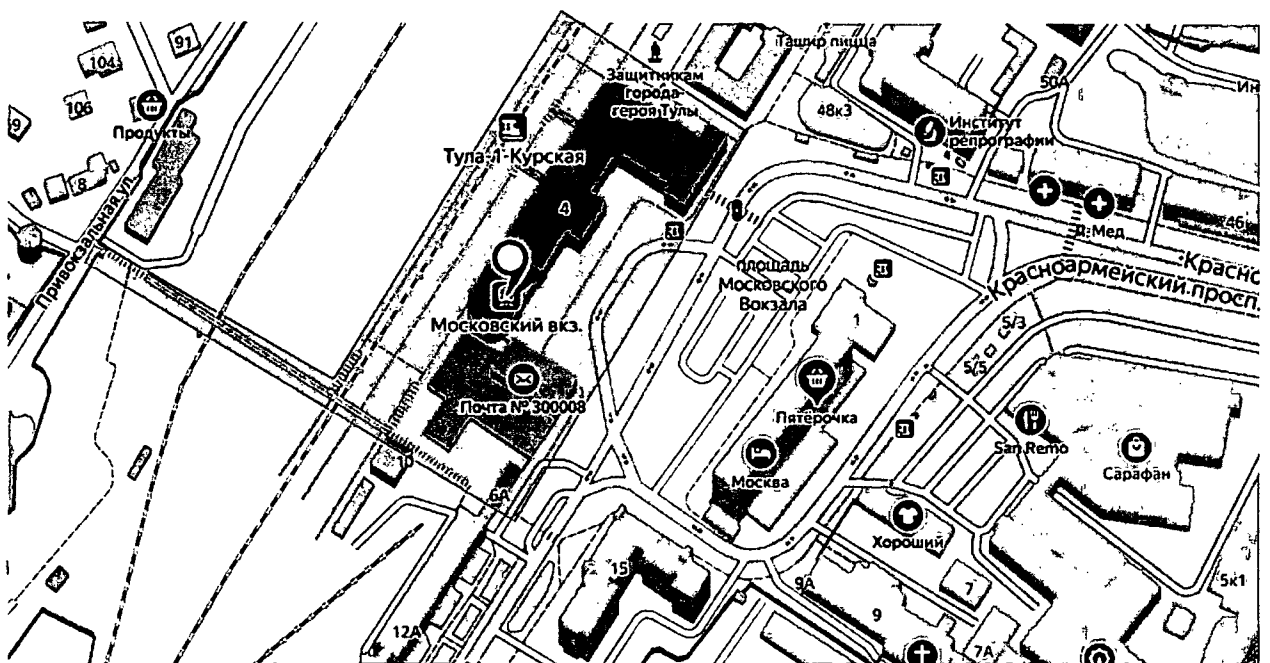 91
104
106
9
8
Продукты
Привокзальная ул.
Защитникам
города-
героя Тулы
Тула-1-Курская
4
Московский вкз.
Почта № 300008
10
6А
12А
15
Ташир пицца
48к3
50А
Ин
Институт
репрографии
Д-Мед
46к
Красно
Красноармейский просп.
площадь
Московского
Вокзала
1
Пятёрочка
Москва
5/3
5/5
San Remo
Сарафан
Хороший
9А
9
7
7А
5к1